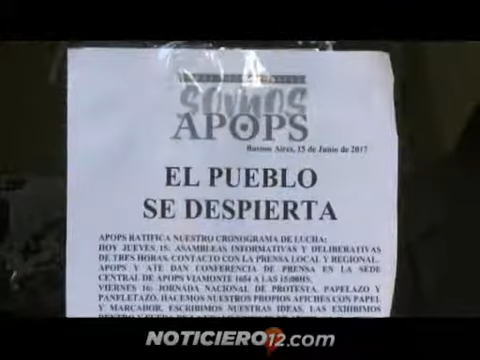 SOMOS
APOPS
Buenos Aires, 15 de Junio de 2017
EL PUEBLO
SE DESPIERTA
APOPS RATIFICA NUESTRO CRONOGRAMA DE LUCHA:
HOY JUEVES 15: ASAMBLEAS INFORMATIVAS Y DELIBERATIVAS
DE TRES HORAS. CONTACTO CON LA PRENSA LOCAL Y REGIONAL.
APOPS Y ATE DAN CONFERENCIA DE PRENSA EN LA SEDE
CENTRAL DE APOPS VIAMONTE 1654 A LAS 15:00HS.
VIERNES 16: JORNADA NACIONAL DE PROTESTA. PAPELAZO Y
PANELETAZO. HACEMOS NUESTROS PROPIOS AFICHES CON PAPEL
Y MARCADOR. ESCRIBIMOS NUESTRAS IDEAS. LAS EXHIBIMOS
NOTICIERO12.com